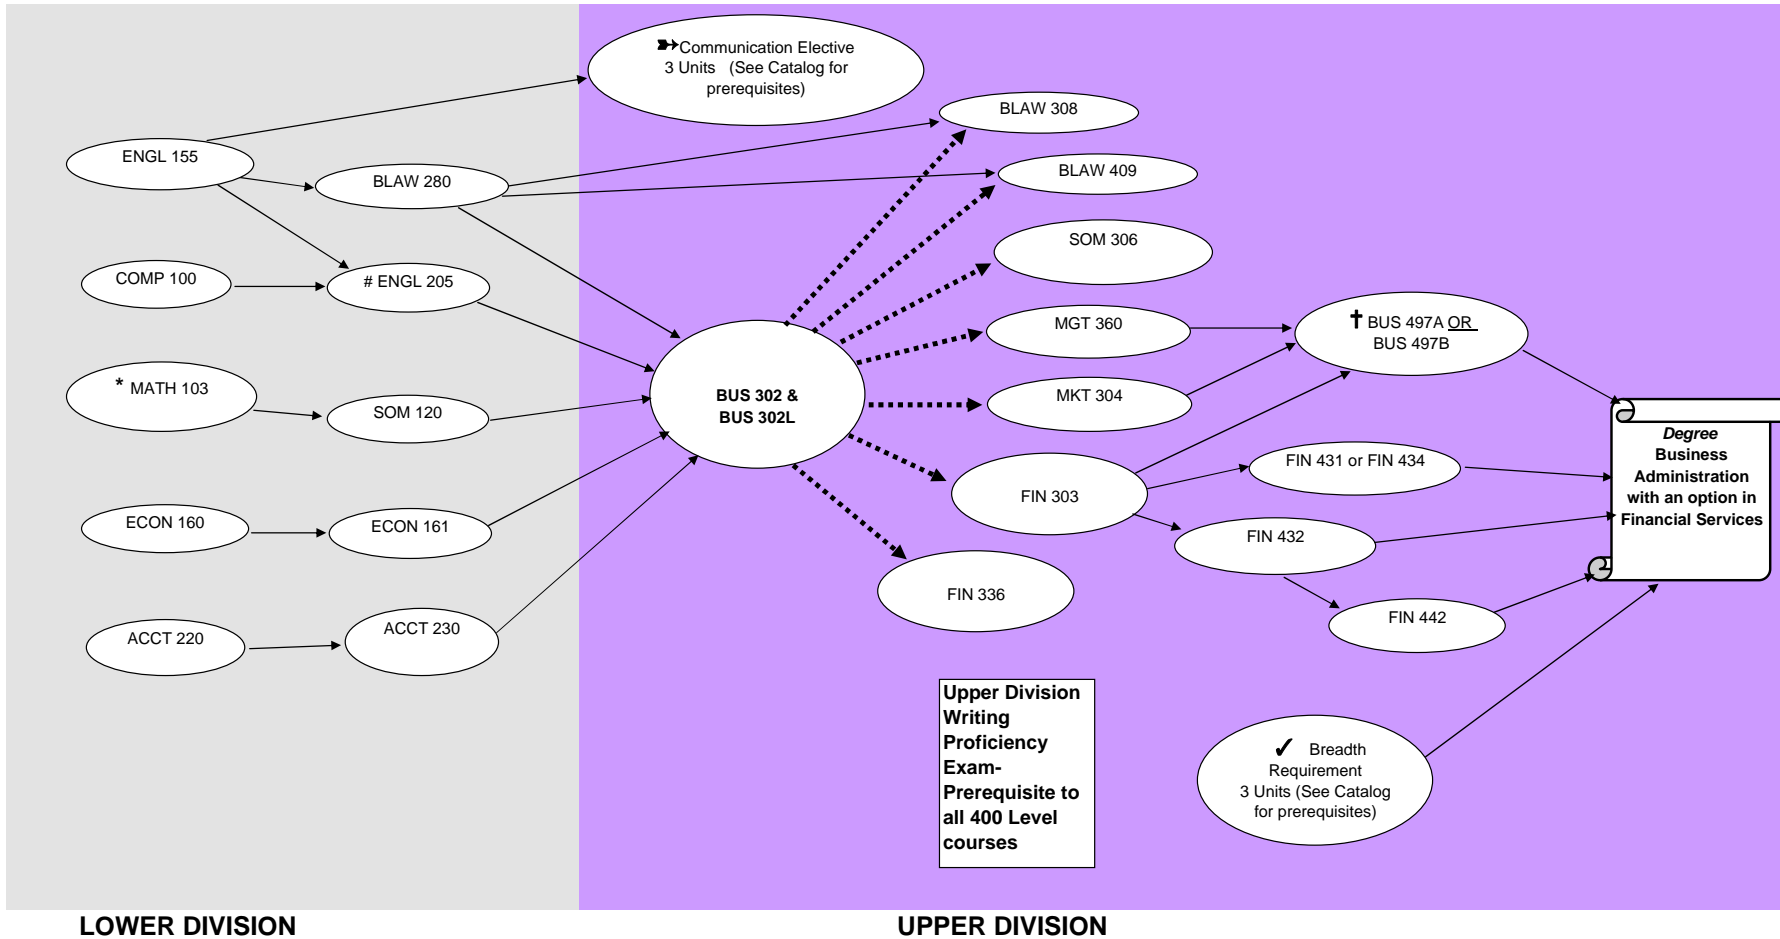 ➽Communication Elective
3 Units (See Catalog for
prerequisites)
BLAW 308
ENGL 155
BLAW 280
BLAW 409
SOM 306
COMP 100
# ENGL 205
MGT 360
✝ BUS 497A OR
BUS 497B
* MATH 103
SOM 120
BUS 302 &
BUS 302L
MKT 304
Degree
Business
Administration
with an option in
Financial Services
FIN 431 or FIN 434
FIN 303
ECON 160
ECON 161
FIN 432
FIN 336
FIN 442
ACCT 220
ACCT 230
Upper Division
Writing
Proficiency
Exam-
Prerequisite to
all 400 Level
courses
✓ Breadth
Requirement
3 Units (See Catalog
for prerequisites)
LOWER DIVISION
UPPER DIVISION